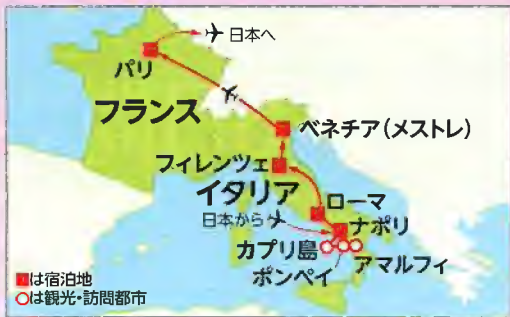 日本へ
パリ
フランス
ベネチア(メストレ)
フィレンツェ
イタリア
ローマ
日本から
ナポリ
カプリ島
アマルフィ
ポンペイ
■は宿泊地
○は観光・訪問都市